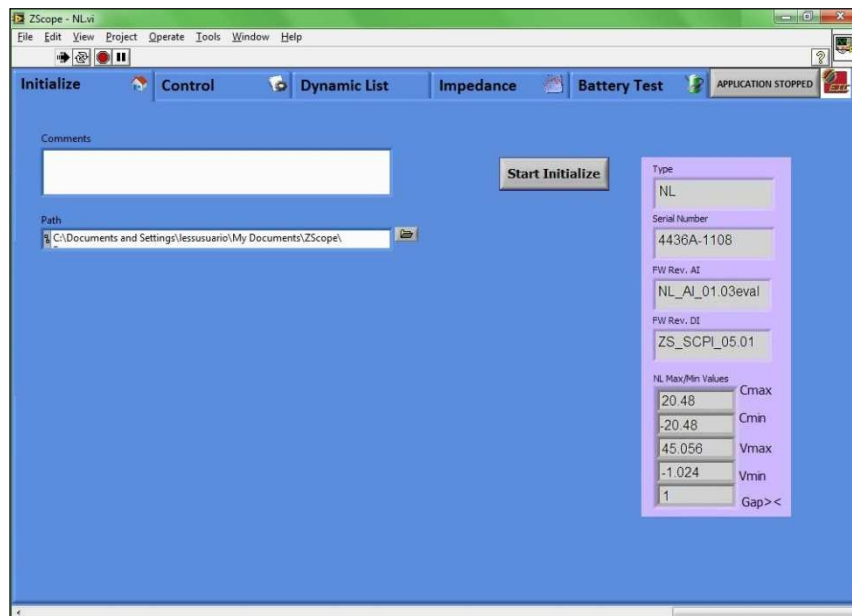 ZScope - NL.vi
File Edit View Project Operate Tools Window Help
Initialize Control Dynamic List Impedance Battery Test APPLICATION STOPPED
Comments
Start Initialize
Path
C:\Documents and Settings\lessusuario\My Documents\ZScope\
Type
NL
Serial Number
4436A-1108
FW Rev. AI
NL_AI_01.03eval
FW Rev. DI
ZS_SCPI_05.01
NL Max/Min Values
20.48 Cmax
-20.48 Cmin
45.056 Vmax
-1.024 Vmin
1 Gap><